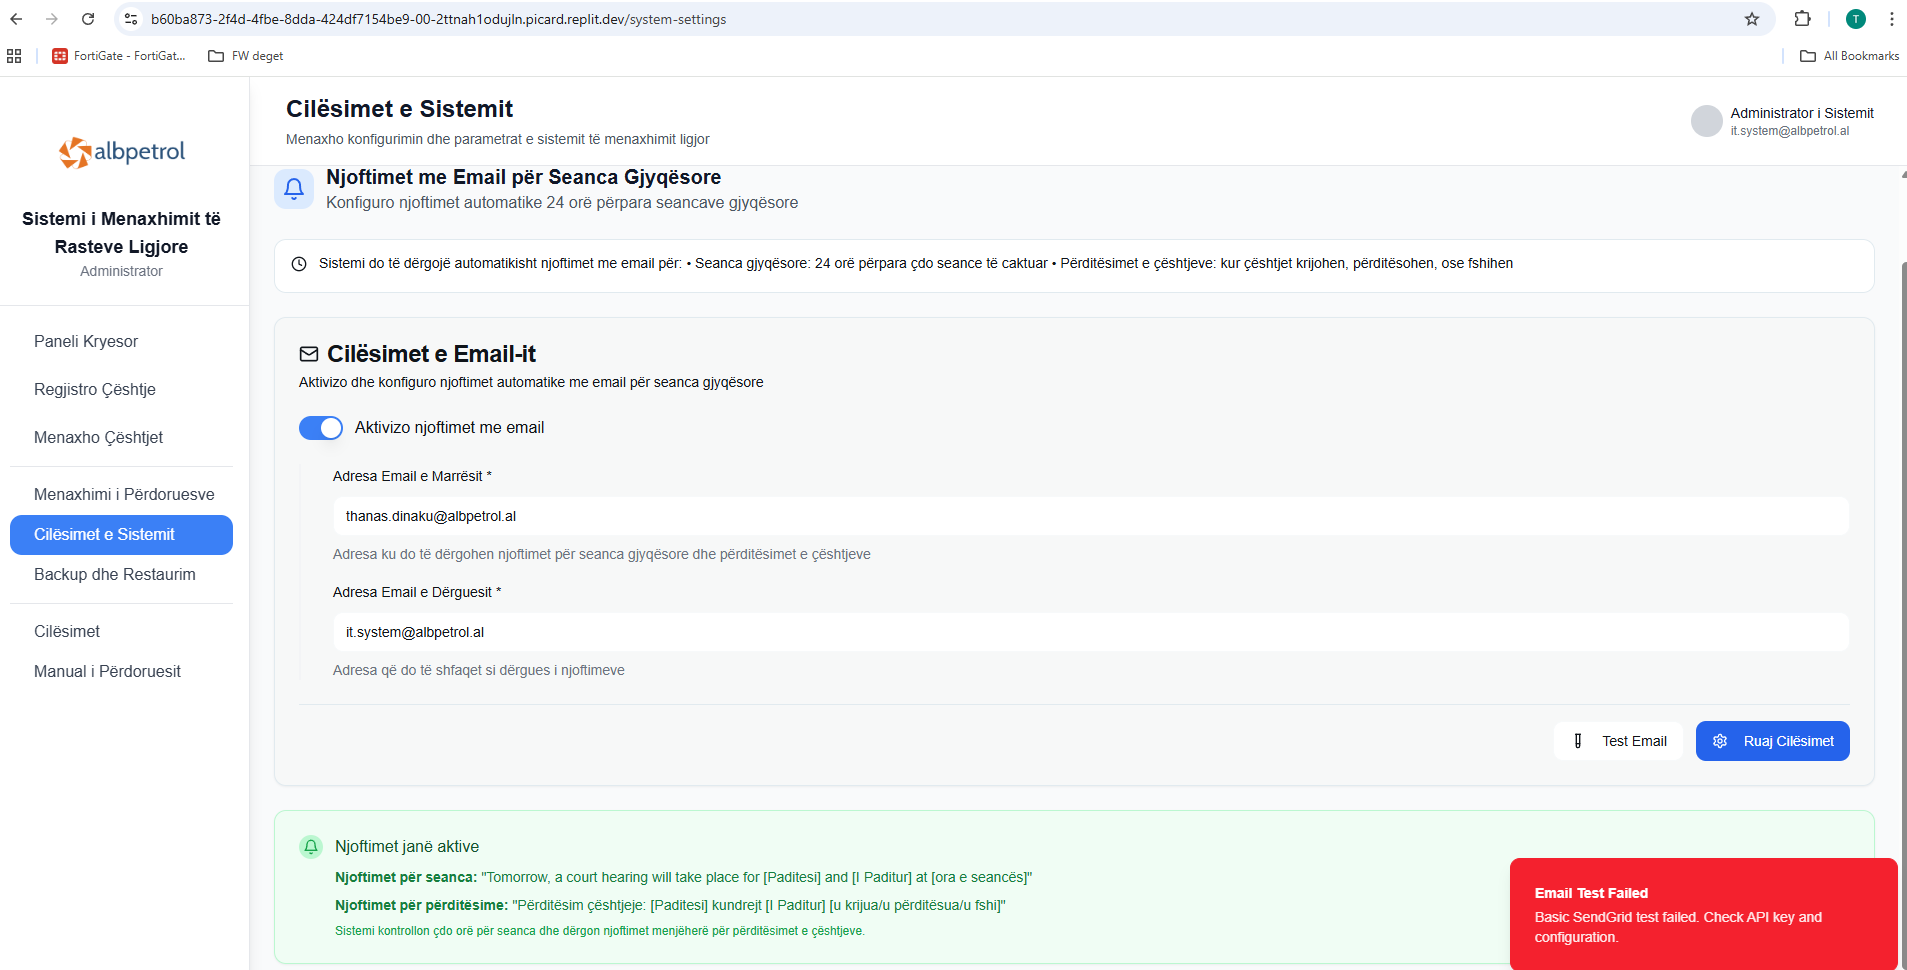 b60ba873-2f4d-4fbe-8dda-424df7154be9-00-2ttnah1odujln.picard.replit.dev/system-settings
T
FortiGate - FortiGat...
FW deget
All Bookmarks
albpetrol
Sistemi i Menaxhimit të
Rasteve Ligjore
Administrator
Paneli Kryesor
Regjistro Çështje
Menaxho Çështjet
Menaxhimi i Përdoruesve
Cilësimet e Sistemit
Backup dhe Restaurim
Cilësimet
Manual i Përdoruesit
Cilësimet e Sistemit
Menaxho konfigurimin dhe parametrat e sistemit të menaxhimit ligjor
Administrator i Sistemit
it.system@albpetrol.al
Njoftimet me Email për Seanca Gjyqësore
Konfiguro njoftimet automatike 24 orë përpara seancave gjyqësore
Sistemi do të dërgojë automatikisht njoftimet me email për: • Seanca gjyqësore: 24 orë përpara çdo seance të caktuar • Përditësimet e çështjeve: kur çështjet krijohen, përditësohen, ose fshihen
Cilësimet e Email-it
Aktivizo dhe konfiguro njoftimet automatike me email për seanca gjyqësore
Aktivizo njoftimet me email
Adresa Email e Marrësit *
thanas.dinaku@albpetrol.al
Adresa ku do të dërgohen njoftimet për seanca gjyqësore dhe përditësimet e çështjeve
Adresa Email e Dërguesit *
it.system@albpetrol.al
Adresa që do të shfaqet si dërgues i njoftimeve
Test Email
Ruaj Cilësimet
Njoftimet janë aktive
Njoftimet për seanca: "Tomorrow, a court hearing will take place for [Paditesi] and [I Paditur] at [ora e seancës]"
Njoftimet për përditësime: "Përditësim çështjeje: [Paditesi] kundrejt [I Paditur] [u krijua/u përditësua/u fshi]"
Sistemi kontrollon çdo orë për seanca dhe dërgon njoftimet menjëherë për përditësimet e çështjeve.
Email Test Failed
Basic SendGrid test failed. Check API key and
configuration.